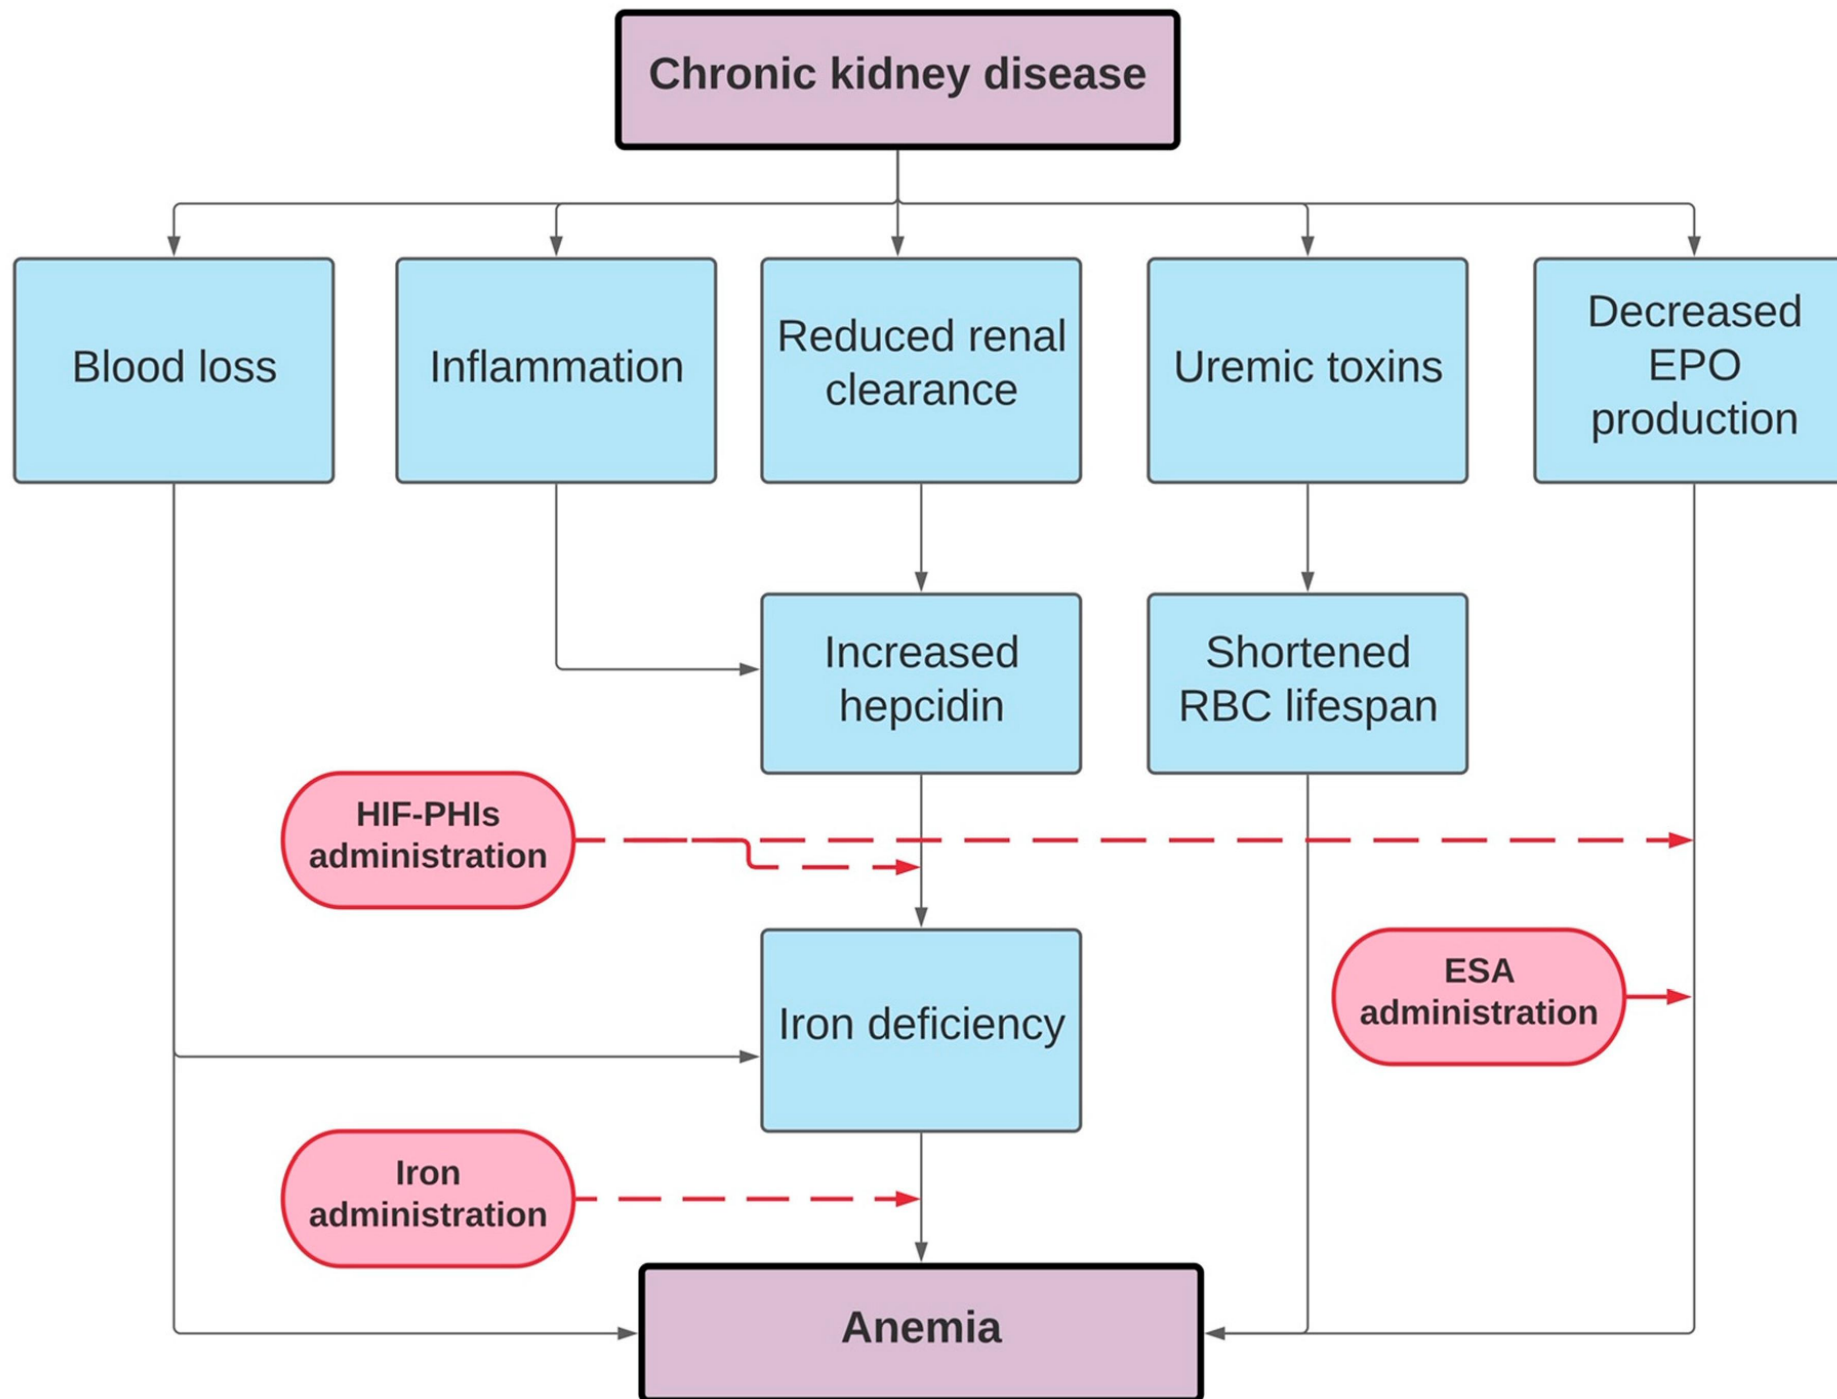 Chronic kidney disease
Blood loss
Inflammation
Reduced renal
clearance
Uremic toxins
Decreased
EPO
production
Increased
hepcidin
Shortened
RBC lifespan
HIF-PHIs
administration
Iron deficiency
ESA
administration
Iron
administration
Anemia